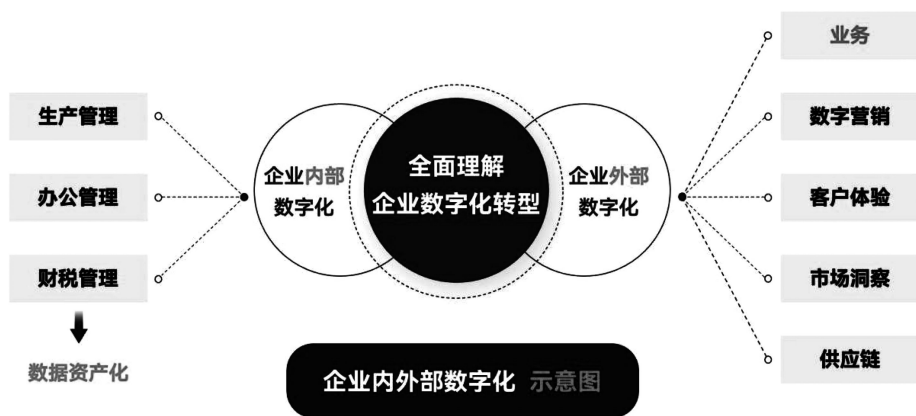 生产管理
办公管理
财税管理
数据资产化
企业内部
数字化
全面理解
企业数字化转型
企业外部
数字化
业务
数字营销
客户体验
市场洞察
供应链
企业内外部数字化 示意图